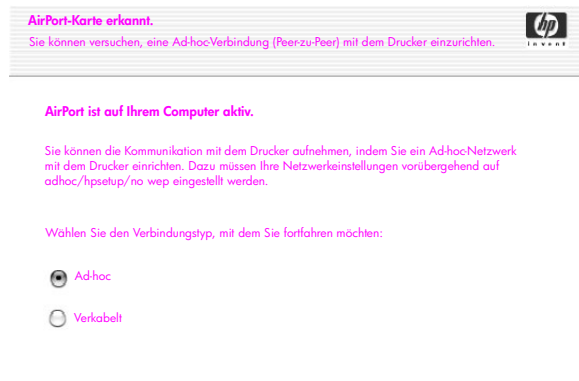 AirPort-Karte erkannt.
Sie können versuchen, eine Ad-hoc-Verbindung (Peer-zu-Peer) mit dem Drucker einzurichten.
hp
invent
AirPort ist auf Ihrem Computer aktiv.
Sie können die Kommunikation mit dem Drucker aufnehmen, indem Sie ein Ad-hoc-Netzwerk
mit dem Drucker einrichten. Dazu müssen Ihre Netzwerkeinstellungen vorübergehend auf
adhoc/hpsetup/no wep eingestellt werden.
Wählen Sie den Verbindungstyp, mit dem Sie fortfahren möchten:
Ad-hoc
Verkabelt